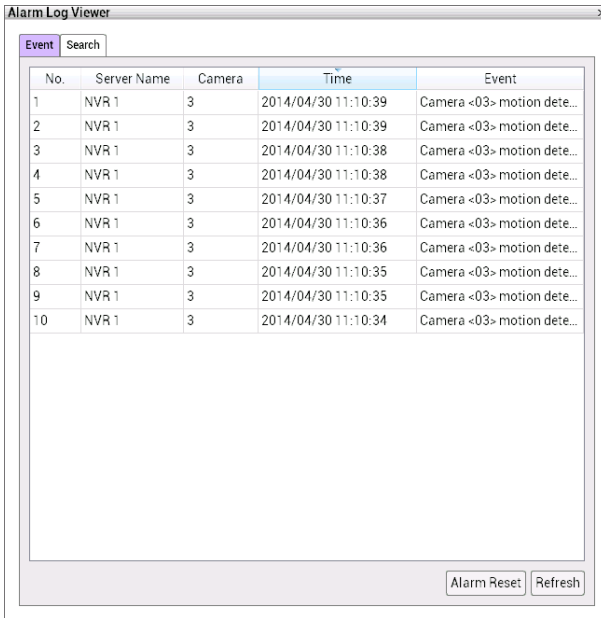 Alarm Log Viewer
Event Search
No. Server Name Camera Time Event
1 NVR 1 3 2014/04/30 11:10:39 Camera <03> motion dete...
2 NVR 1 3 2014/04/30 11:10:39 Camera <03> motion dete...
3 NVR 1 3 2014/04/30 11:10:38 Camera <03> motion dete...
4 NVR 1 3 2014/04/30 11:10:38 Camera <03> motion dete...
5 NVR 1 3 2014/04/30 11:10:37 Camera <03> motion dete...
6 NVR 1 3 2014/04/30 11:10:36 Camera <03> motion dete...
7 NVR 1 3 2014/04/30 11:10:36 Camera <03> motion dete...
8 NVR 1 3 2014/04/30 11:10:35 Camera <03> motion dete...
9 NVR 1 3 2014/04/30 11:10:35 Camera <03> motion dete...
10 NVR 1 3 2014/04/30 11:10:34 Camera <03> motion dete...
Alarm Reset Refresh